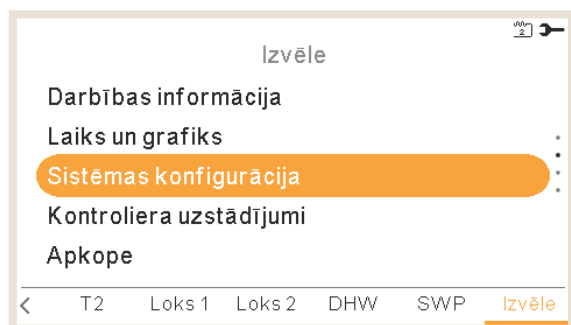 2
Izvēle
Darbības informācija
Laiks un grafiks
Sistēmas konfigurācija
Kontroliera uzstādījumi
Apkope
< T2 Loks 1 Loks 2 DHW SWP Izvēle